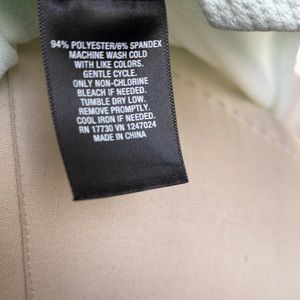 94% POLYESTER/6% SPANDEX
MACHINE WASH COLD
WITH LIKE COLORS.
GENTLE CYCLE.
ONLY NON-CHLORINE
BLEACH IF NEEDED.
TUMBLE DRY LOW.
REMOVE PROMPTLY.
COOL IRON IF NEEDED.
RN 17730 VN 1247024
MADE IN CHINA